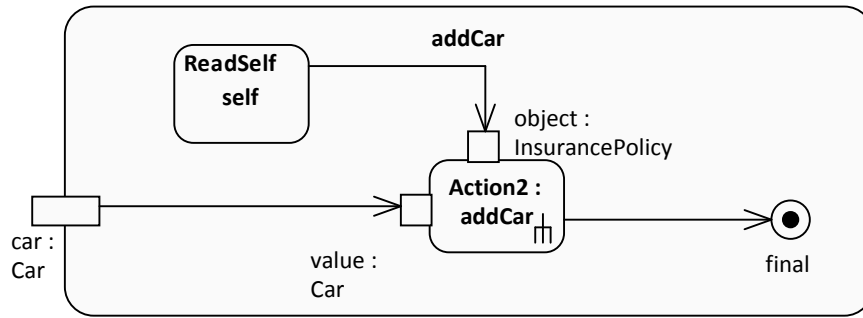 addCar
ReadSelf
self
object :
InsurancePolicy
Action2 :
addCar
car :
Car
value :
Car
final